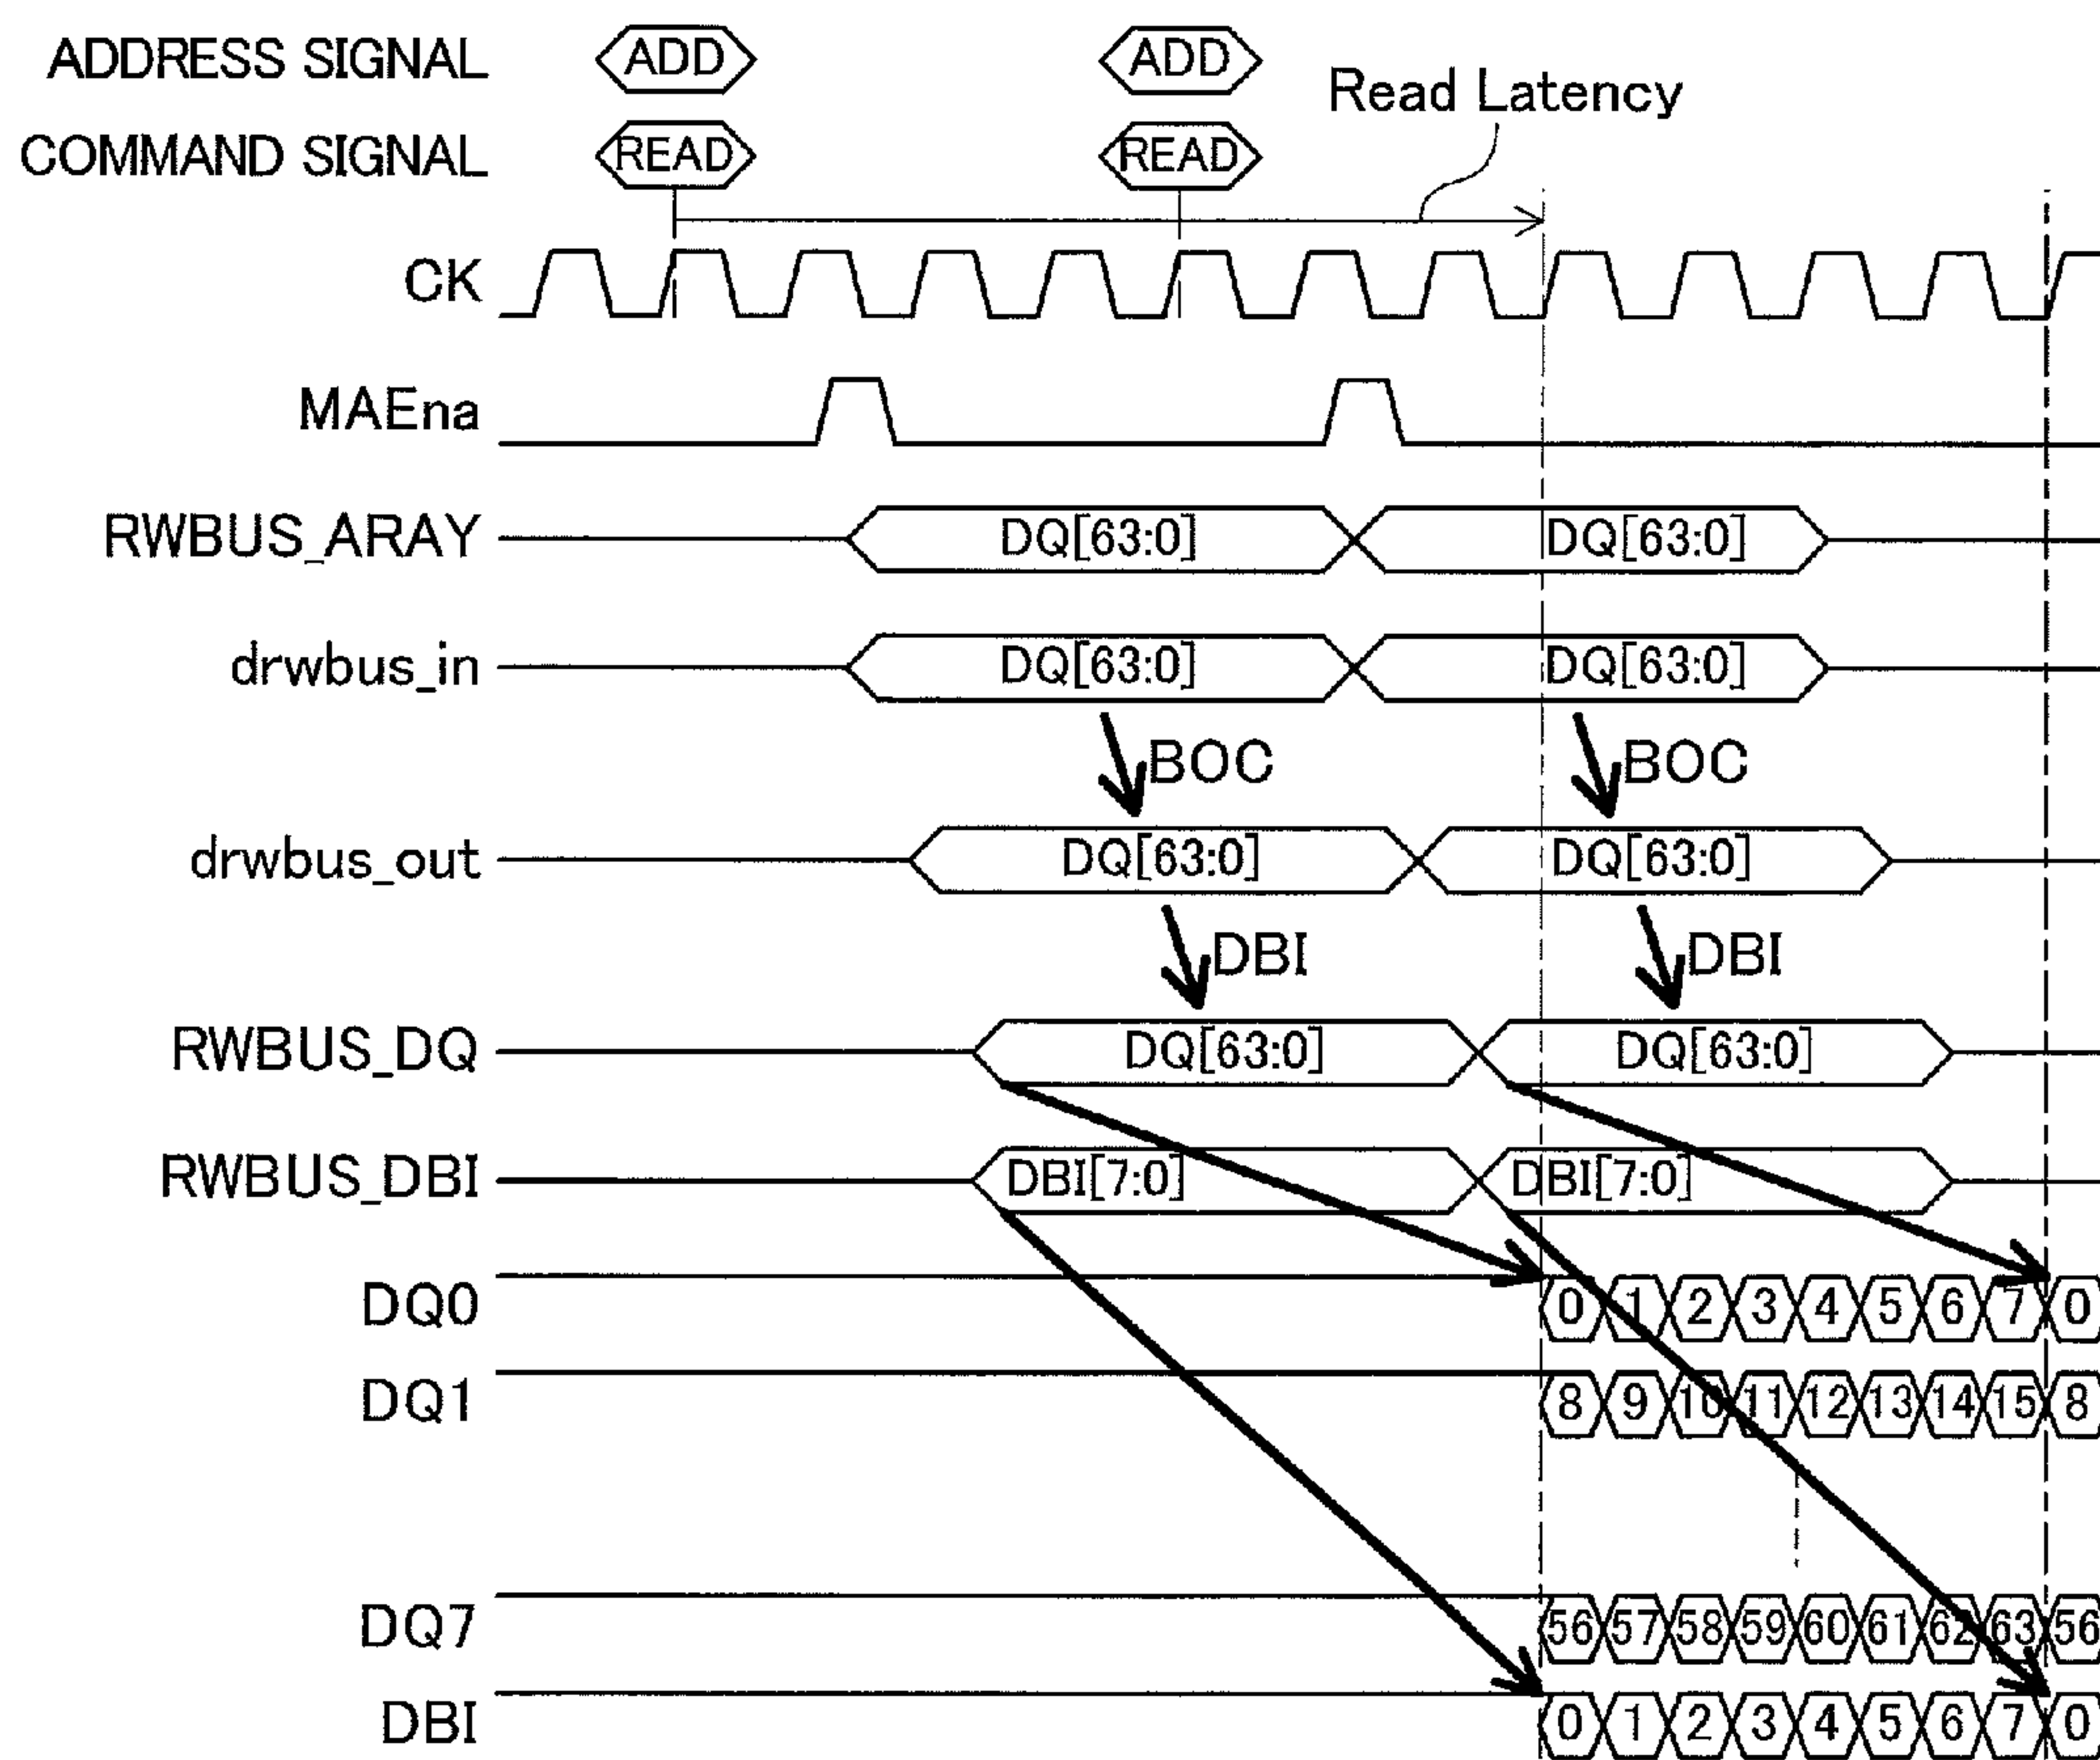 ADDRESS SIGNAL ADD ADD
Read Latency
COMMAND SIGNAL READ READ
CK
MAEna
RWBUS_ARAY DQ[63:0] DQ[63:0]
drwbus_in DQ[63:0] DQ[63:0]
BOC BOC
drwbus_out DQ[63:0] DQ[63:0]
DBI DBI
RWBUS_DQ DQ[63:0] DQ[63:0]
RWBUS_DBI DBI[7:0] DBI[7:0]
DQ0 0 1 2 3 4 5 6 7 0
DQ1 8 9 10 11 12 13 14 15 8
DQ7 56 57 58 59 60 61 62 63 56
DBI 0 1 2 3 4 5 6 7 0